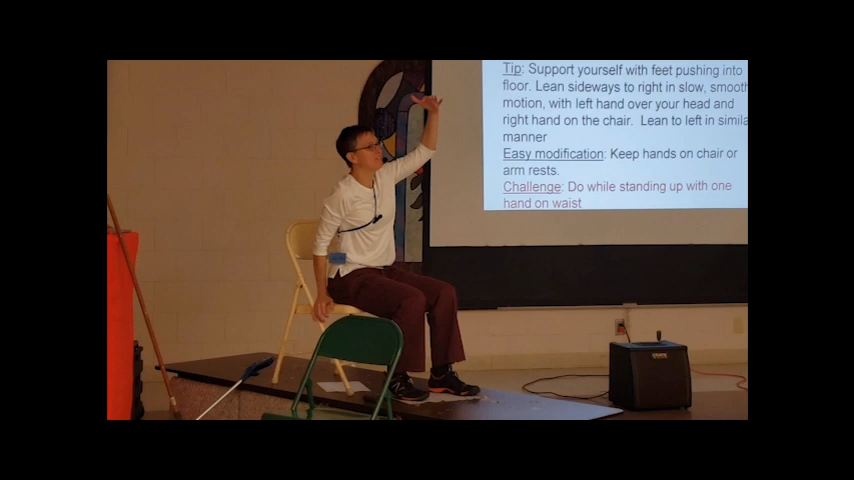 Tip: Support yourself with feet pushing into
floor. Lean sideways to right in slow, smooth
motion, with left hand over your head and
right hand on the chair. Lean to left in simila
manner
Easy modification: Keep hands on chair or
arm rests.
Challenge: Do while standing up with one
hand on waist